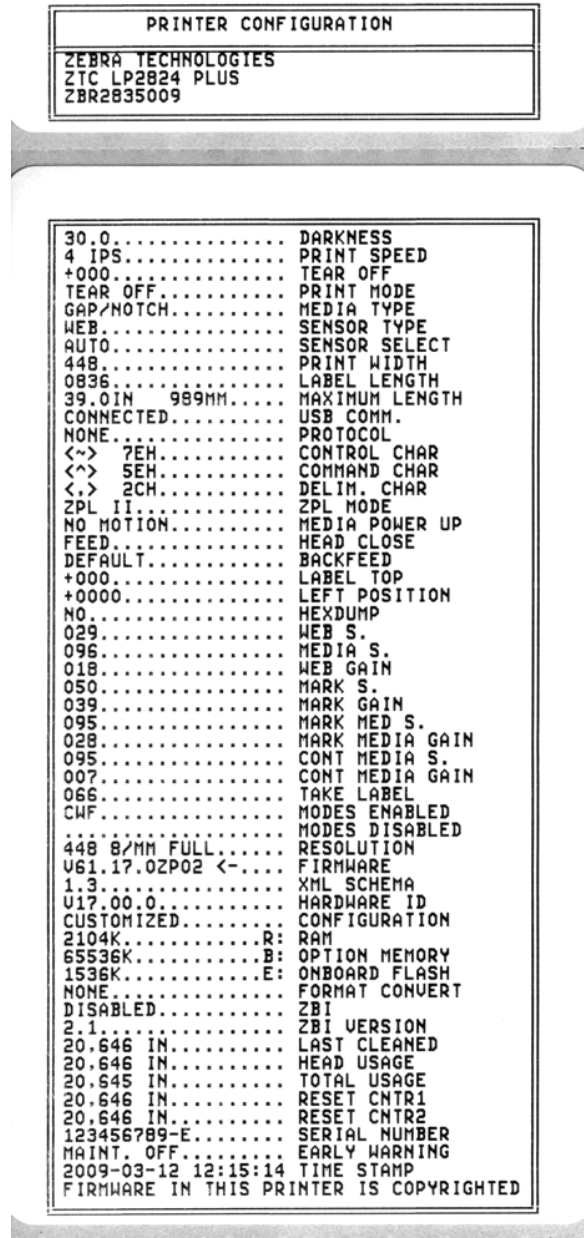 PRINTER CONFIGURATION
ZEBRA TECHNOLOGIES
ZTC LP2824 PLUS
ZBR2835009
30.0............... DARKNESS
4 IPS.............. PRINT SPEED
+000............... TEAR OFF
TEAR OFF........... PRINT MODE
GAP/NOTCH.......... MEDIA TYPE
WEB................ SENSOR TYPE
AUTO............... SENSOR SELECT
448................ PRINT WIDTH
0836............... LABEL LENGTH
39.0IN   989MM..... MAXIMUM LENGTH
CONNECTED.......... USB COMM.
NONE............... PROTOCOL
<~>  7EH........... CONTROL CHAR
<^>  5EH........... COMMAND CHAR
<,>  2CH........... DELIM. CHAR
ZPL II............. ZPL MODE
NO MOTION.......... MEDIA POWER UP
FEED............... HEAD CLOSE
DEFAULT............ BACKFEED
+000............... LABEL TOP
+0000.............. LEFT POSITION
NO................. HEXDUMP
029................ WEB S.
096................ MEDIA S.
018................ WEB GAIN
050................ MARK S.
039................ MARK GAIN
095................ MARK MED S.
028................ MARK MEDIA GAIN
095................ CONT MEDIA S.
007................ CONT MEDIA GAIN
066................ TAKE LABEL
CWF................ MODES ENABLED
................... MODES DISABLED
448 8/MM FULL...... RESOLUTION
V61.17.0ZP02 <-.... FIRMWARE
1.3................ XML SCHEMA
V17.00.0........... HARDWARE ID
CUSTOMIZED......... CONFIGURATION
2104K............R: RAM
65536K...........B: OPTION MEMORY
1536K............E: ONBOARD FLASH
NONE............... FORMAT CONVERT
DISABLED........... ZBI
2.1................ ZBI VERSION
20,646 IN.......... LAST CLEANED
20,646 IN.......... HEAD USAGE
20,645 IN.......... TOTAL USAGE
20,646 IN.......... RESET CNTR1
20,646 IN.......... RESET CNTR2
123456789-E........ SERIAL NUMBER
MAINT. OFF......... EARLY WARNING
2009-03-12 12:15:14 TIME STAMP
FIRMWARE IN THIS PRINTER IS COPYRIGHTED